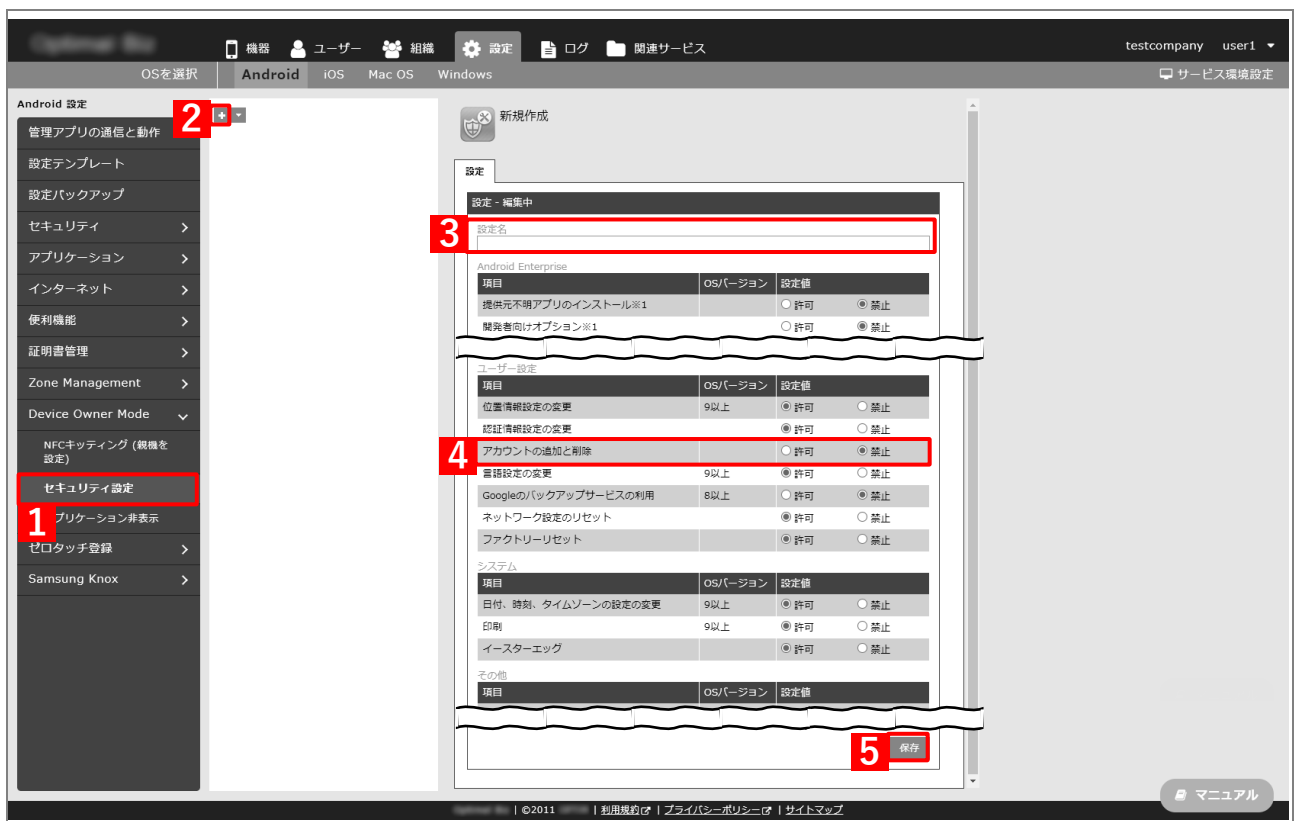 機器 ユーザー 組織 設定 ログ 関連サービス testcompany user1
OSを選択 Android iOS Mac OS Windows サービス環境設定
Android 設定
2
新規作成
管理アプリの通信と動作
設定テンプレート
設定
設定バックアップ
設定 - 編集中
セキュリティ
3
設定名
アプリケーション
Android Enterprise
項目 OSバージョン 設定値
インターネット
提供元不明アプリのインストール※1 許可 禁止
便利機能
開発者向けオプション※1 許可 禁止
証明書管理
ユーザー設定
Zone Management
項目 OSバージョン 設定値
位置情報設定の変更 9以上 許可 禁止
Device Owner Mode
認証情報設定の変更 許可 禁止
NFCキッティング (親機を
設定)
4
アカウントの追加と削除 許可 禁止
言語設定の変更 9以上 許可 禁止
セキュリティ設定
Googleのバックアップサービスの利用 8以上 許可 禁止
1
プリケーション非表示
ネットワーク設定のリセット 許可 禁止
ファクトリーリセット 許可 禁止
ゼロタッチ登録
システム
Samsung Knox
項目 OSバージョン 設定値
日付、時刻、タイムゾーンの設定の変更 9以上 許可 禁止
印刷 9以上 許可 禁止
イースターエッグ 許可 禁止
その他
項目 OSバージョン 設定値
5
保存
マニュアル
| ©2011 | 利用規約 | プライバシーポリシー | サイトマップ